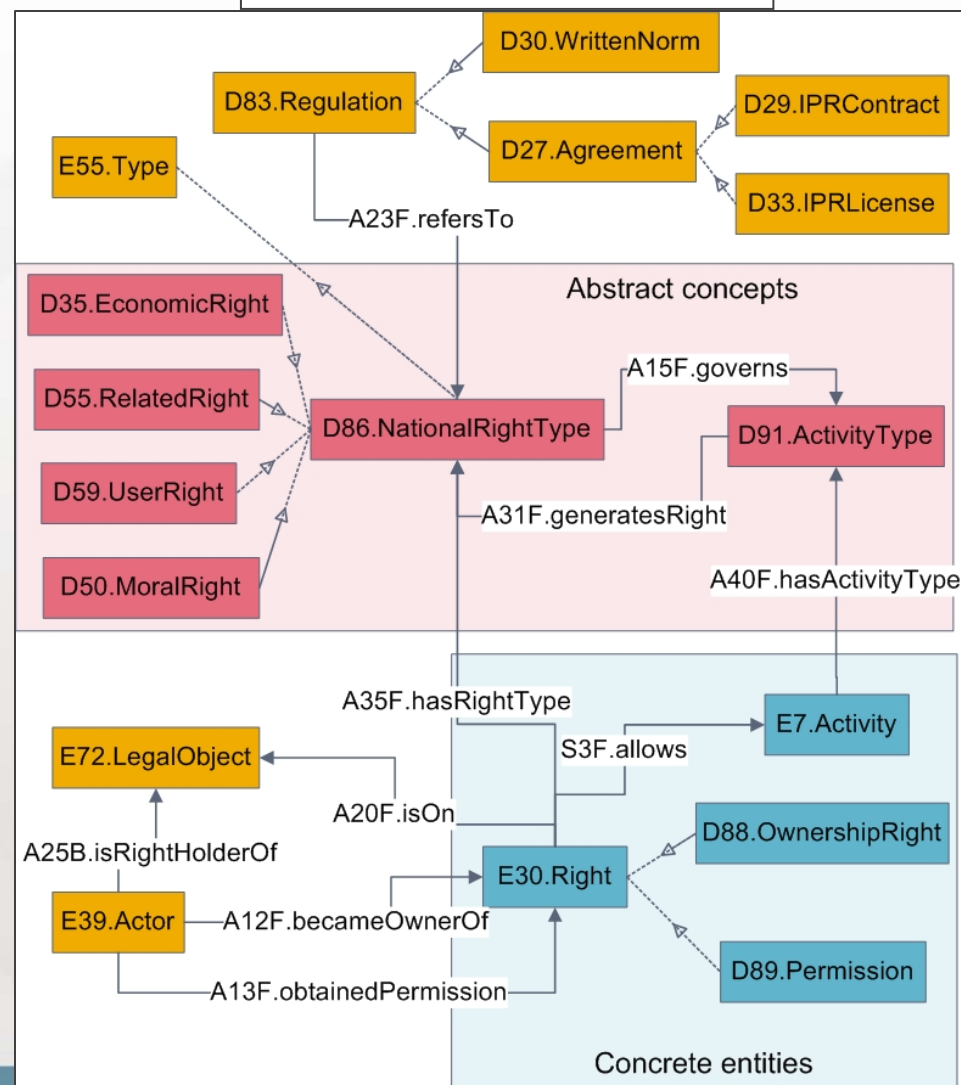 D30.WrittenNorm
D83.Regulation
D29.IPRContract
D27.Agreement
E55.Type
D33.IPRLicense
A23F.refersTo
Abstract concepts
D35.EconomicRight
A15F.governs
D55.RelatedRight
D86.NationalRightType
D91.ActivityType
D59.UserRight
A31F.generatesRight
D50.MoralRight
A40F.hasActivityType
A35F.hasRightType
E7.Activity
S3F.allows
E72.LegalObject
A20F.isOn
D88.OwnershipRight
A25B.isRightHolderOf
E30.Right
E39.Actor
A12F.becameOwnerOf
D89.Permission
A13F.obtainedPermission
Concrete entities